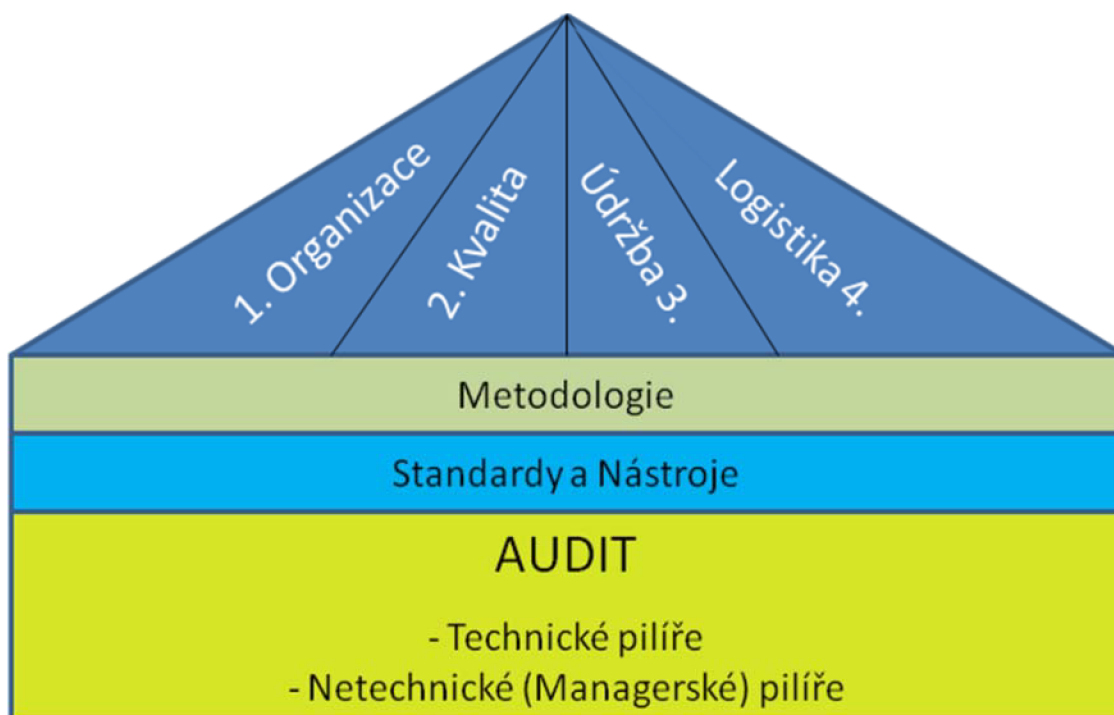 1. Organizace
2. Kvalita
Údržba 3.
Logistika 4.
Metodologie
Standardy a Nástroje
AUDIT
- Technické pilíře
- Netechnické (Managerské) pilíře